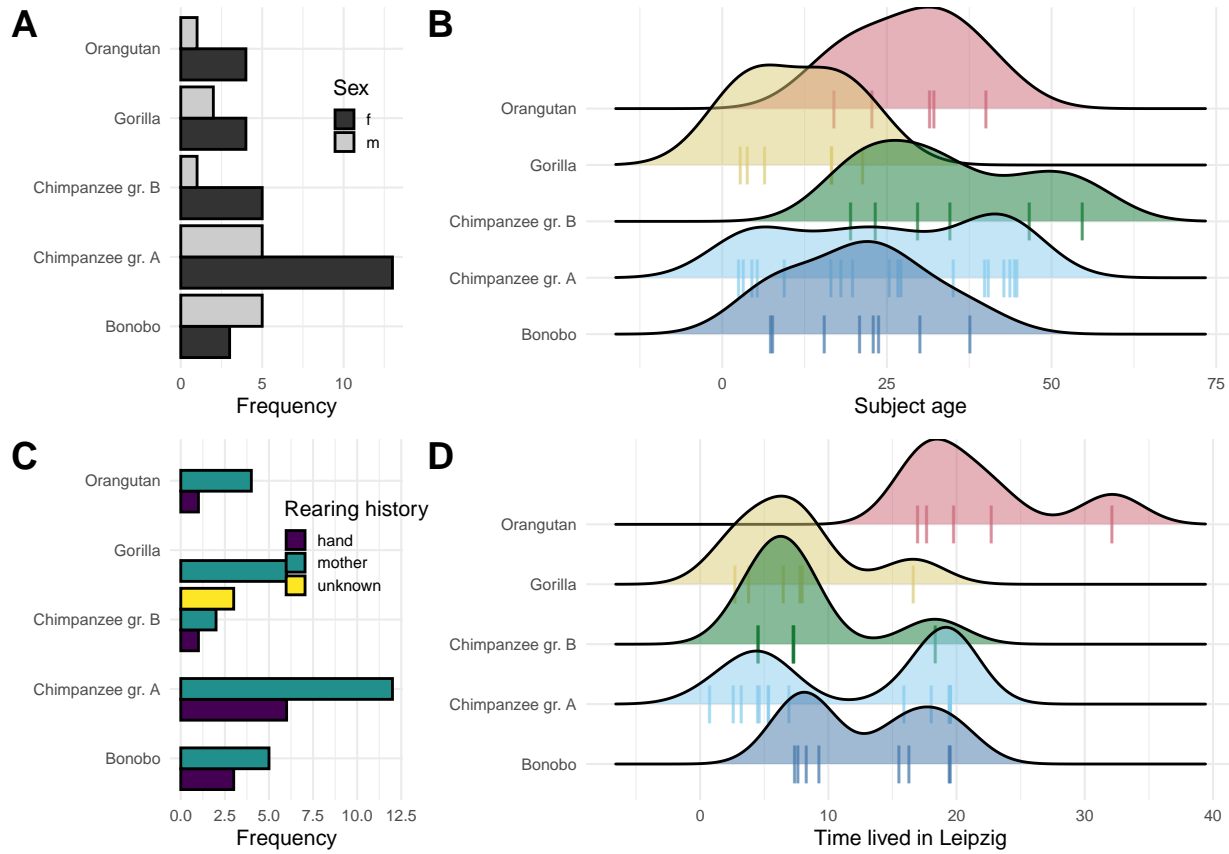 A
Orangutan
Gorilla
Chimpanzee gr. B
Chimpanzee gr. A
Bonobo
Sex
f
m
0 5 10
Frequency
B
Orangutan
Gorilla
Chimpanzee gr. B
Chimpanzee gr. A
Bonobo
0 25 50 75
Subject age
C
Orangutan
Gorilla
Chimpanzee gr. B
Chimpanzee gr. A
Bonobo
Rearing history
hand
mother
unknown
0.0 2.5 5.0 7.5 10.0 12.5
Frequency
D
Orangutan
Gorilla
Chimpanzee gr. B
Chimpanzee gr. A
Bonobo
0 10 20 30 40
Time lived in Leipzig